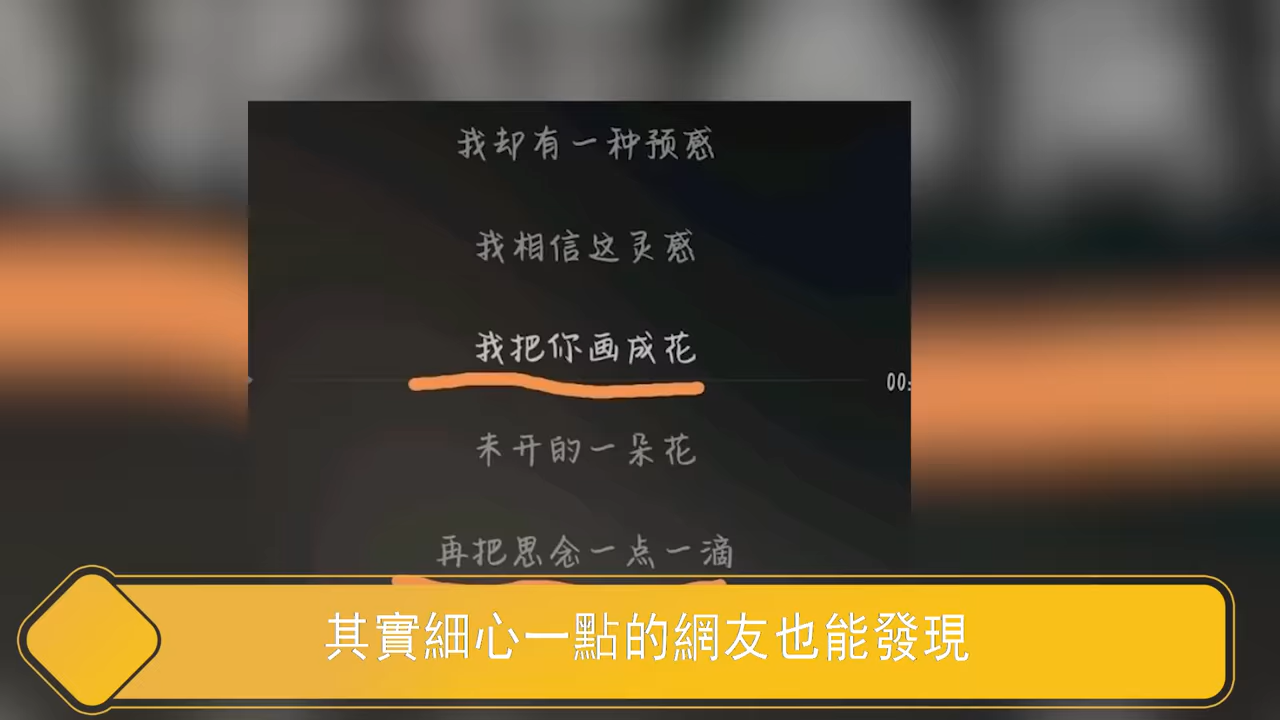 我却有一种预感
我相信这灵感
我把你画成花
00:
未开的一朵花
再把思念一点一滴
其實細心一點的網友也能發現